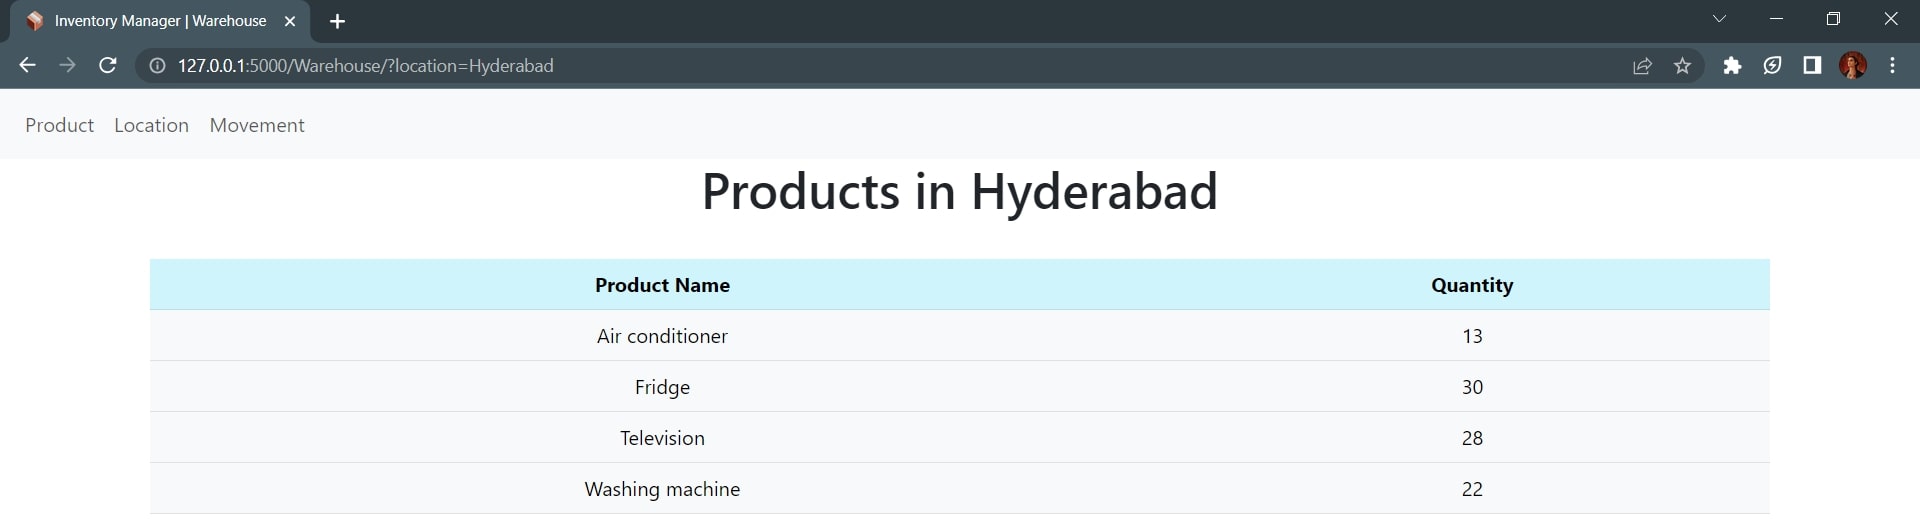 Inventory Manager | Warehouse
127.0.0.1:5000/Warehouse/?location=Hyderabad
Product Location Movement
Products in Hyderabad
Product Name Quantity
Air conditioner 13
Fridge 30
Television 28
Washing machine 22